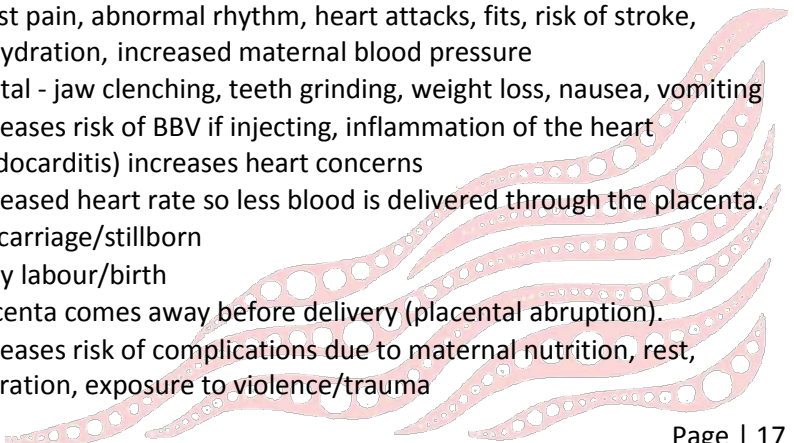 st pain, abnormal rhythm, heart attacks, fits, risk of stroke,
ydration, increased maternal blood pressure
tal - jaw clenching, teeth grinding, weight loss, nausea, vomiting
eases risk of BBV if injecting, inflammation of the heart
docarditis) increases heart concerns
eased heart rate so less blood is delivered through the placenta.
carriage/stillborn
y labour/birth
centa comes away before delivery (placental abruption).
eases risk of complications due to maternal nutrition, rest,
ration, exposure to violence/trauma
Page | 17